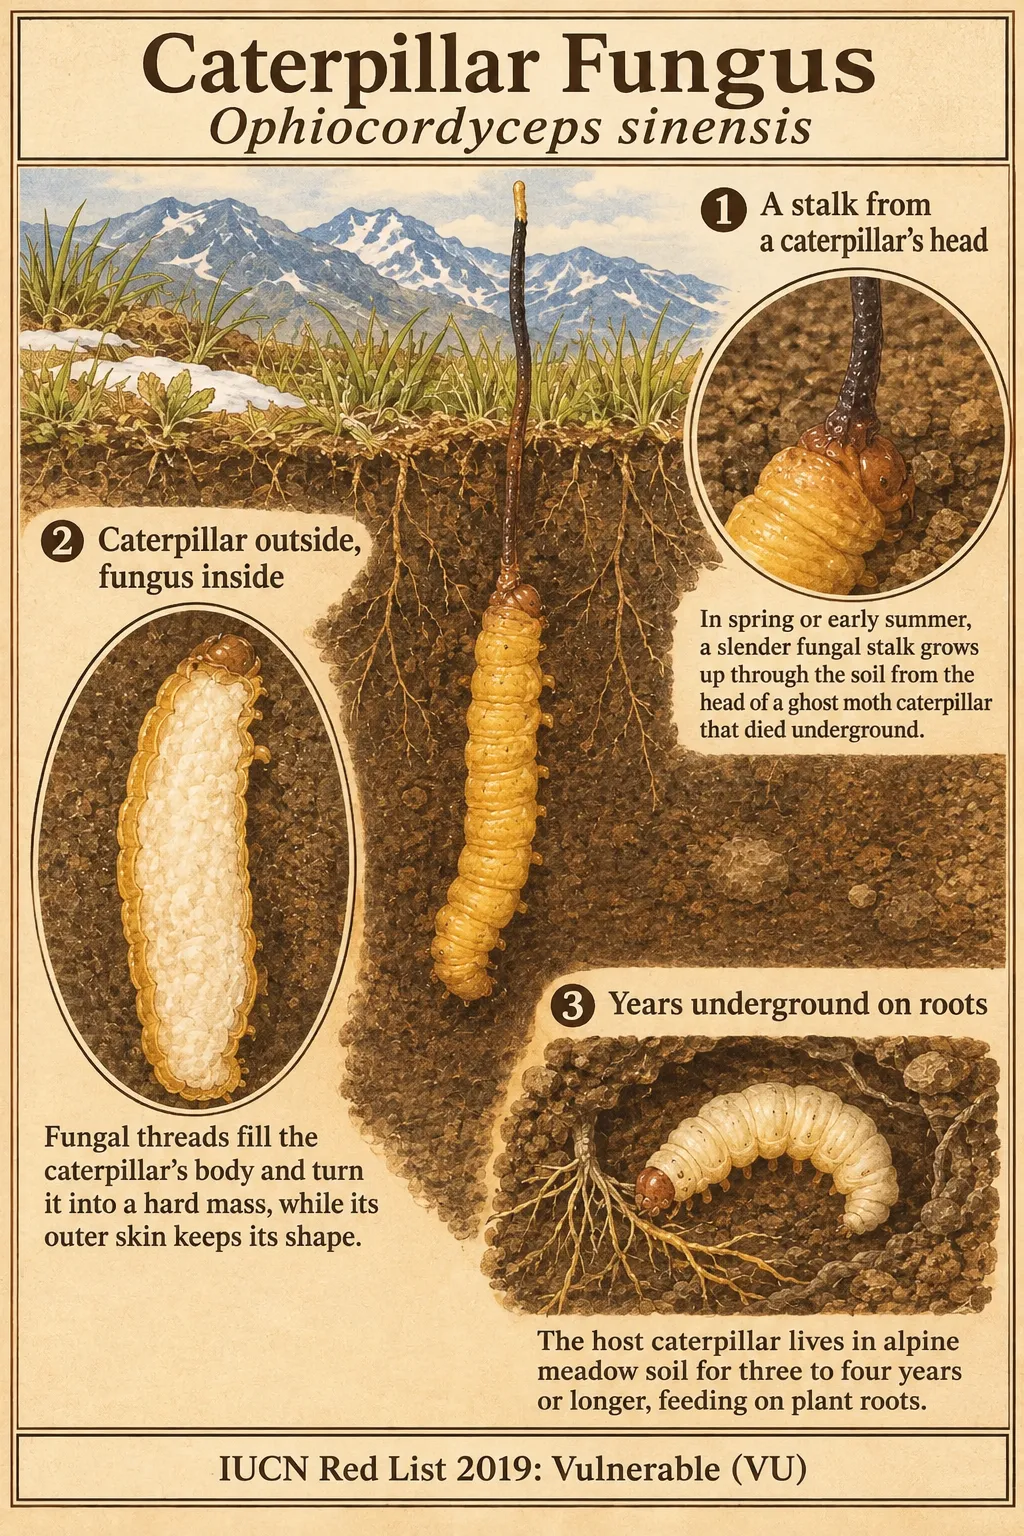 Caterpillar Fungus
Ophiocordyceps sinensis
1 A stalk from
a caterpillar's head
In spring or early summer,
a slender fungal stalk grows
up through the soil from the
head of a ghost moth caterpillar
that died underground.
2 Caterpillar outside,
fungus inside
Fungal threads fill the
caterpillar's body and turn
it into a hard mass, while its
outer skin keeps its shape.
3 Years underground on roots
The host caterpillar lives in alpine
meadow soil for three to four years
or longer, feeding on plant roots.
IUCN Red List 2019: Vulnerable (VU)